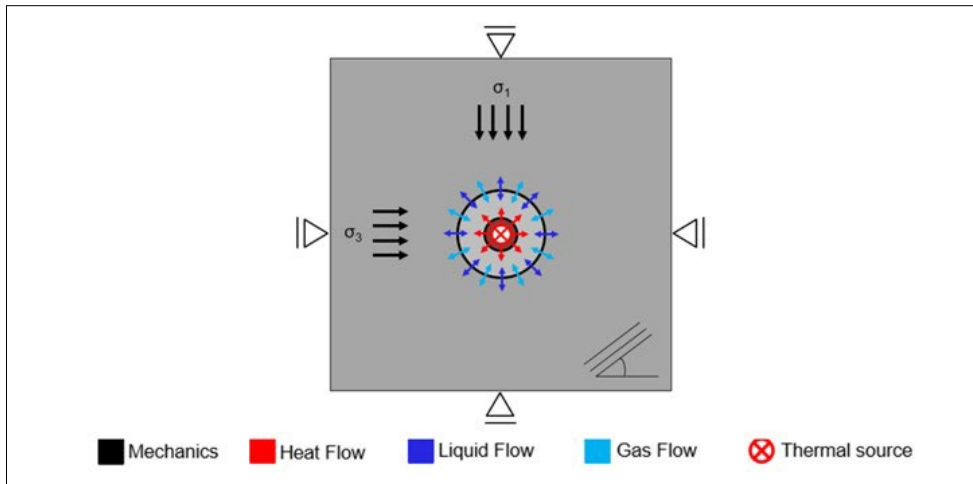 σ₁
σ₃
Mechanics Heat Flow Liquid Flow Gas Flow Thermal source